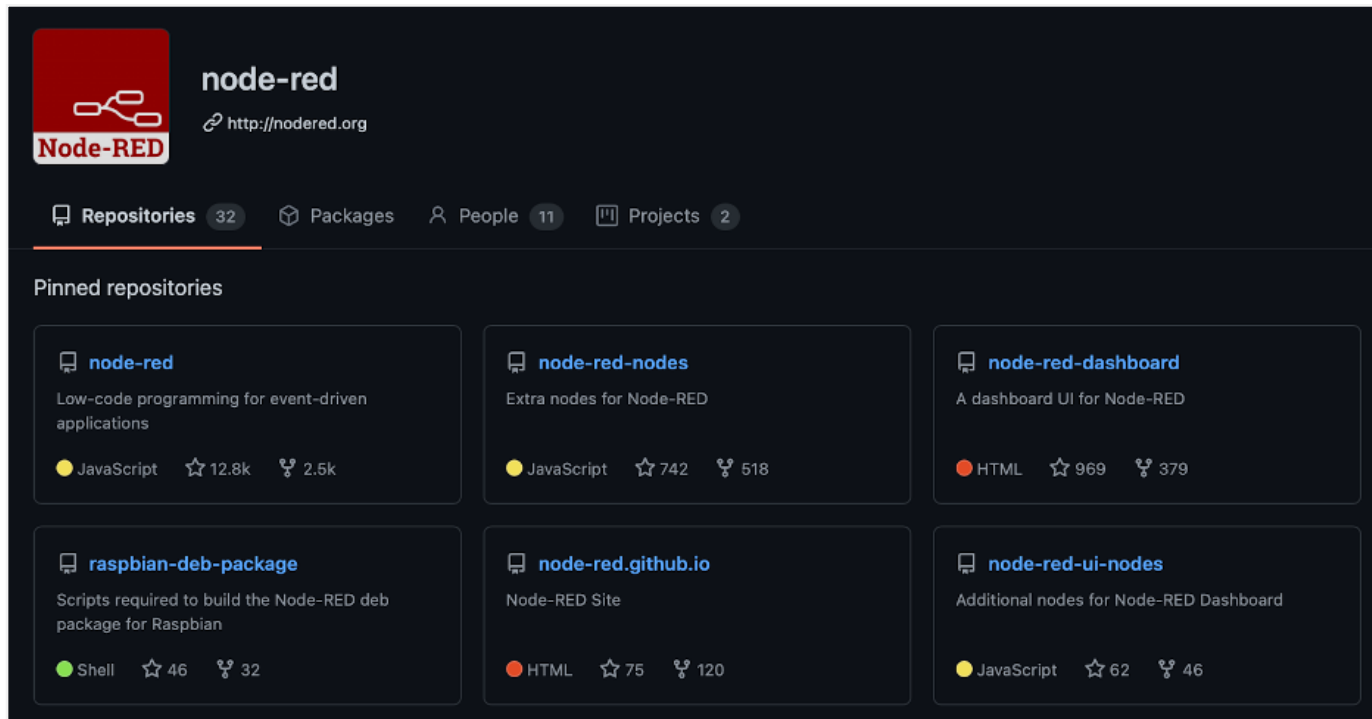 node-red
http://nodered.org
Node-RED
Repositories 32 Packages People 11 Projects 2
Pinned repositories
node-red
Low-code programming for event-driven
applications
JavaScript 12.8k 2.5k
node-red-nodes
Extra nodes for Node-RED
JavaScript 742 518
node-red-dashboard
A dashboard UI for Node-RED
HTML 969 379
raspbian-deb-package
Scripts required to build the Node-RED deb
package for Raspbian
Shell 46 32
node-red.github.io
Node-RED Site
HTML 75 120
node-red-ui-nodes
Additional nodes for Node-RED Dashboard
JavaScript 62 46